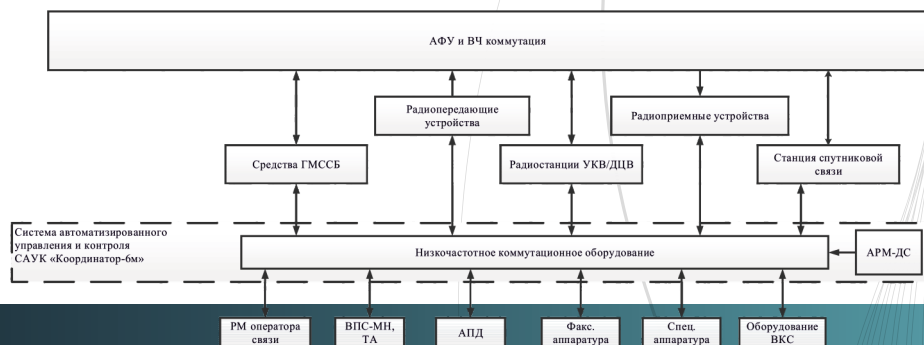 АФУ и ВЧ коммутация
Радиопередающие
устройства
Радиоприемные устройства
Средства ГМССБ
Радиостанции УКВ/ДЦВ
Станция спутниковой
связи
Система автоматизированного
управления и контроля
САУК «Координатор-6м»
Низкочастотное коммутационное оборудование
АРМ-ДС
РМ оператора
связи
ВПС-МН,
ТА
АПД
Факс.
аппаратура
Спец.
аппаратура
Оборудование
ВКС